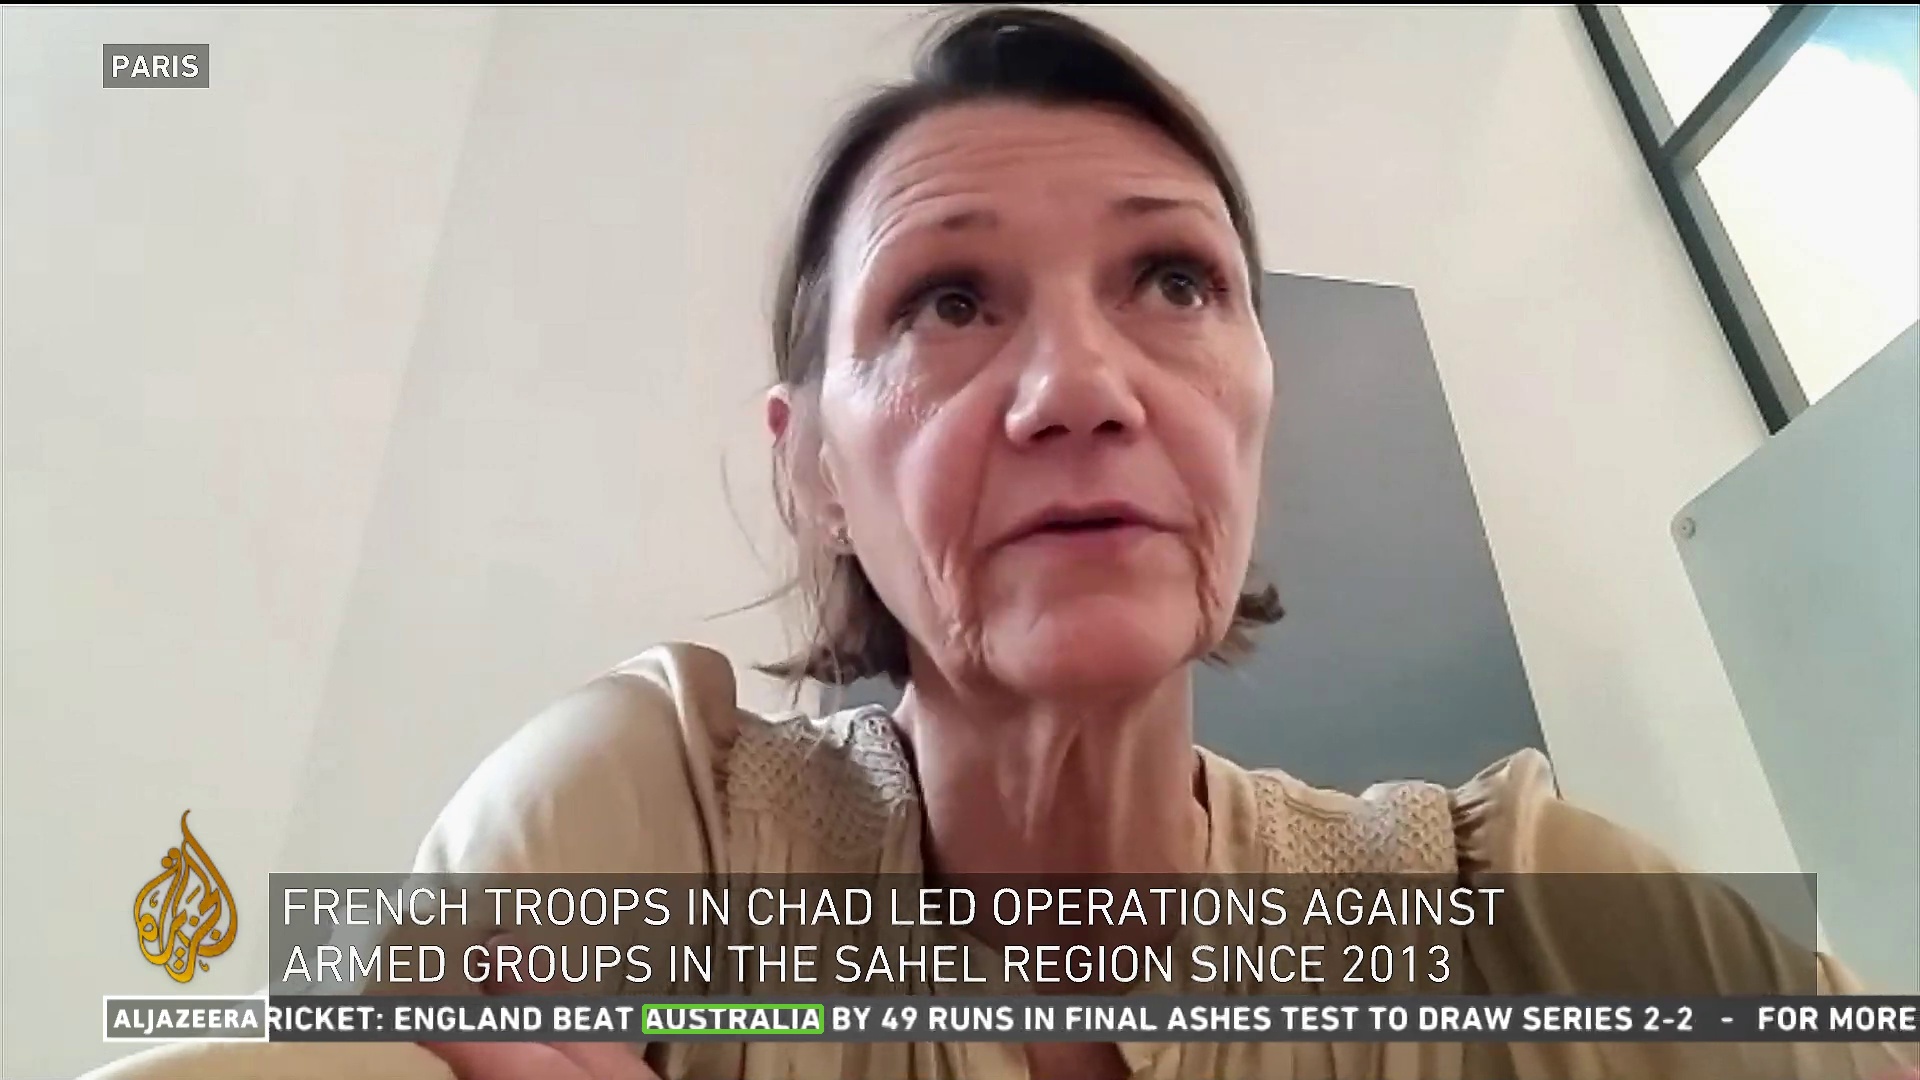 PARIS
FRENCH TROOPS IN CHAD LED OPERATIONS AGAINST
ARMED GROUPS IN THE SAHEL REGION SINCE 2013
ALJAZEERA
RICKET: ENGLAND BEAT AUSTRALIA BY 49 RUNS IN FINAL ASHES TEST TO DRAW SERIES 2-2 - FOR MORE